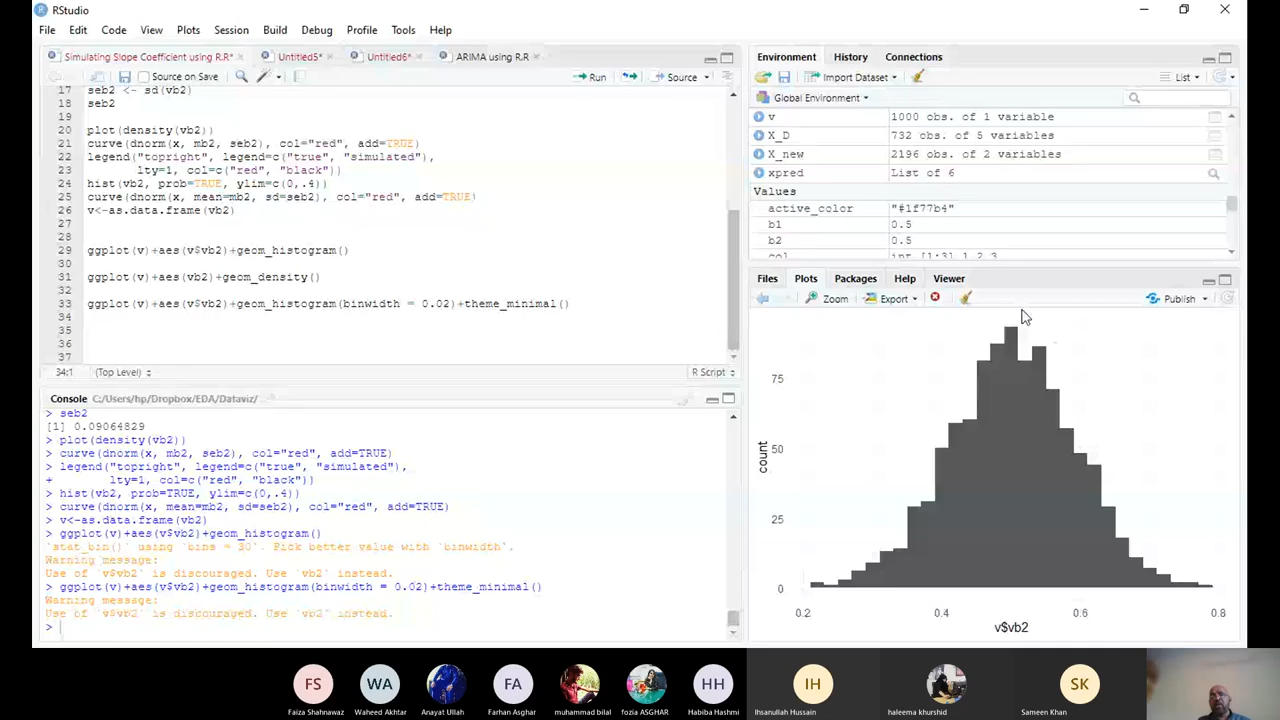 RStudio
File Edit Code View Plots Session Build Debug Profile Tools Help
Simulating Slope Coefficient using R.R* Untitled5* Untitled6* ARIMA using R.R
Source on Save Run Source
17 seb2 <- sd(vb2)
18 seb2
19
20 plot(density(vb2))
21 curve(dnorm(x, mb2, seb2), col="red", add=TRUE)
22 legend("topright", legend=c("true", "simulated"),
23 lty=1, col=c("red", "black"))
24 hist(vb2, prob=TRUE, ylim=c(0,.4))
25 curve(dnorm(x, mean=mb2, sd=seb2), col="red", add=TRUE)
26 v<-as.data.frame(vb2)
27
28
29 ggplot(v)+aes(v$vb2)+geom_histogram()
30
31 ggplot(v)+aes(vb2)+geom_density()
32
33 ggplot(v)+aes(v$vb2)+geom_histogram(binwidth = 0.02)+theme_minimal()
34
35
36
37
34:1 (Top Level) R Script
Console C:/Users/hp/Dropbox/EDA/Dataviz/
> seb2
[1] 0.09064829
> plot(density(vb2))
> curve(dnorm(x, mb2, seb2), col="red", add=TRUE)
> legend("topright", legend=c("true", "simulated"),
+ lty=1, col=c("red", "black"))
> hist(vb2, prob=TRUE, ylim=c(0,.4))
> curve(dnorm(x, mean=mb2, sd=seb2), col="red", add=TRUE)
> v<-as.data.frame(vb2)
> ggplot(v)+aes(v$vb2)+geom_histogram()
`stat_bin()` using `bins = 30`. Pick better value with `binwidth`.
Warning message:
Use of `v$vb2` is discouraged. Use `vb2` instead.
> ggplot(v)+aes(v$vb2)+geom_histogram(binwidth = 0.02)+theme_minimal()
Warning message:
Use of `v$vb2` is discouraged. Use `vb2` instead.
>
Environment History Connections
Import Dataset List
Global Environment
v 1000 obs. of 1 variable
X_D 732 obs. of 5 variables
X_new 2196 obs. of 2 variables
xpred List of 6
Values
active_color "#1f77b4"
b1 0.5
b2 0.5
col int [1:3] 1 2 3
Files Plots Packages Help Viewer
Zoom Export Publish
75
50
25
0
count
0.2 0.4 0.6 0.8
v$vb2
FS WA FA HH IH SK
Faiza Shahnawaz Waheed Akhtar Anayat Ullah Farhan Asghar muhammad bilal fozia ASGHAR Habiba Hashmi Ihsanullah Hussain haleema khurshid Sameen Khan